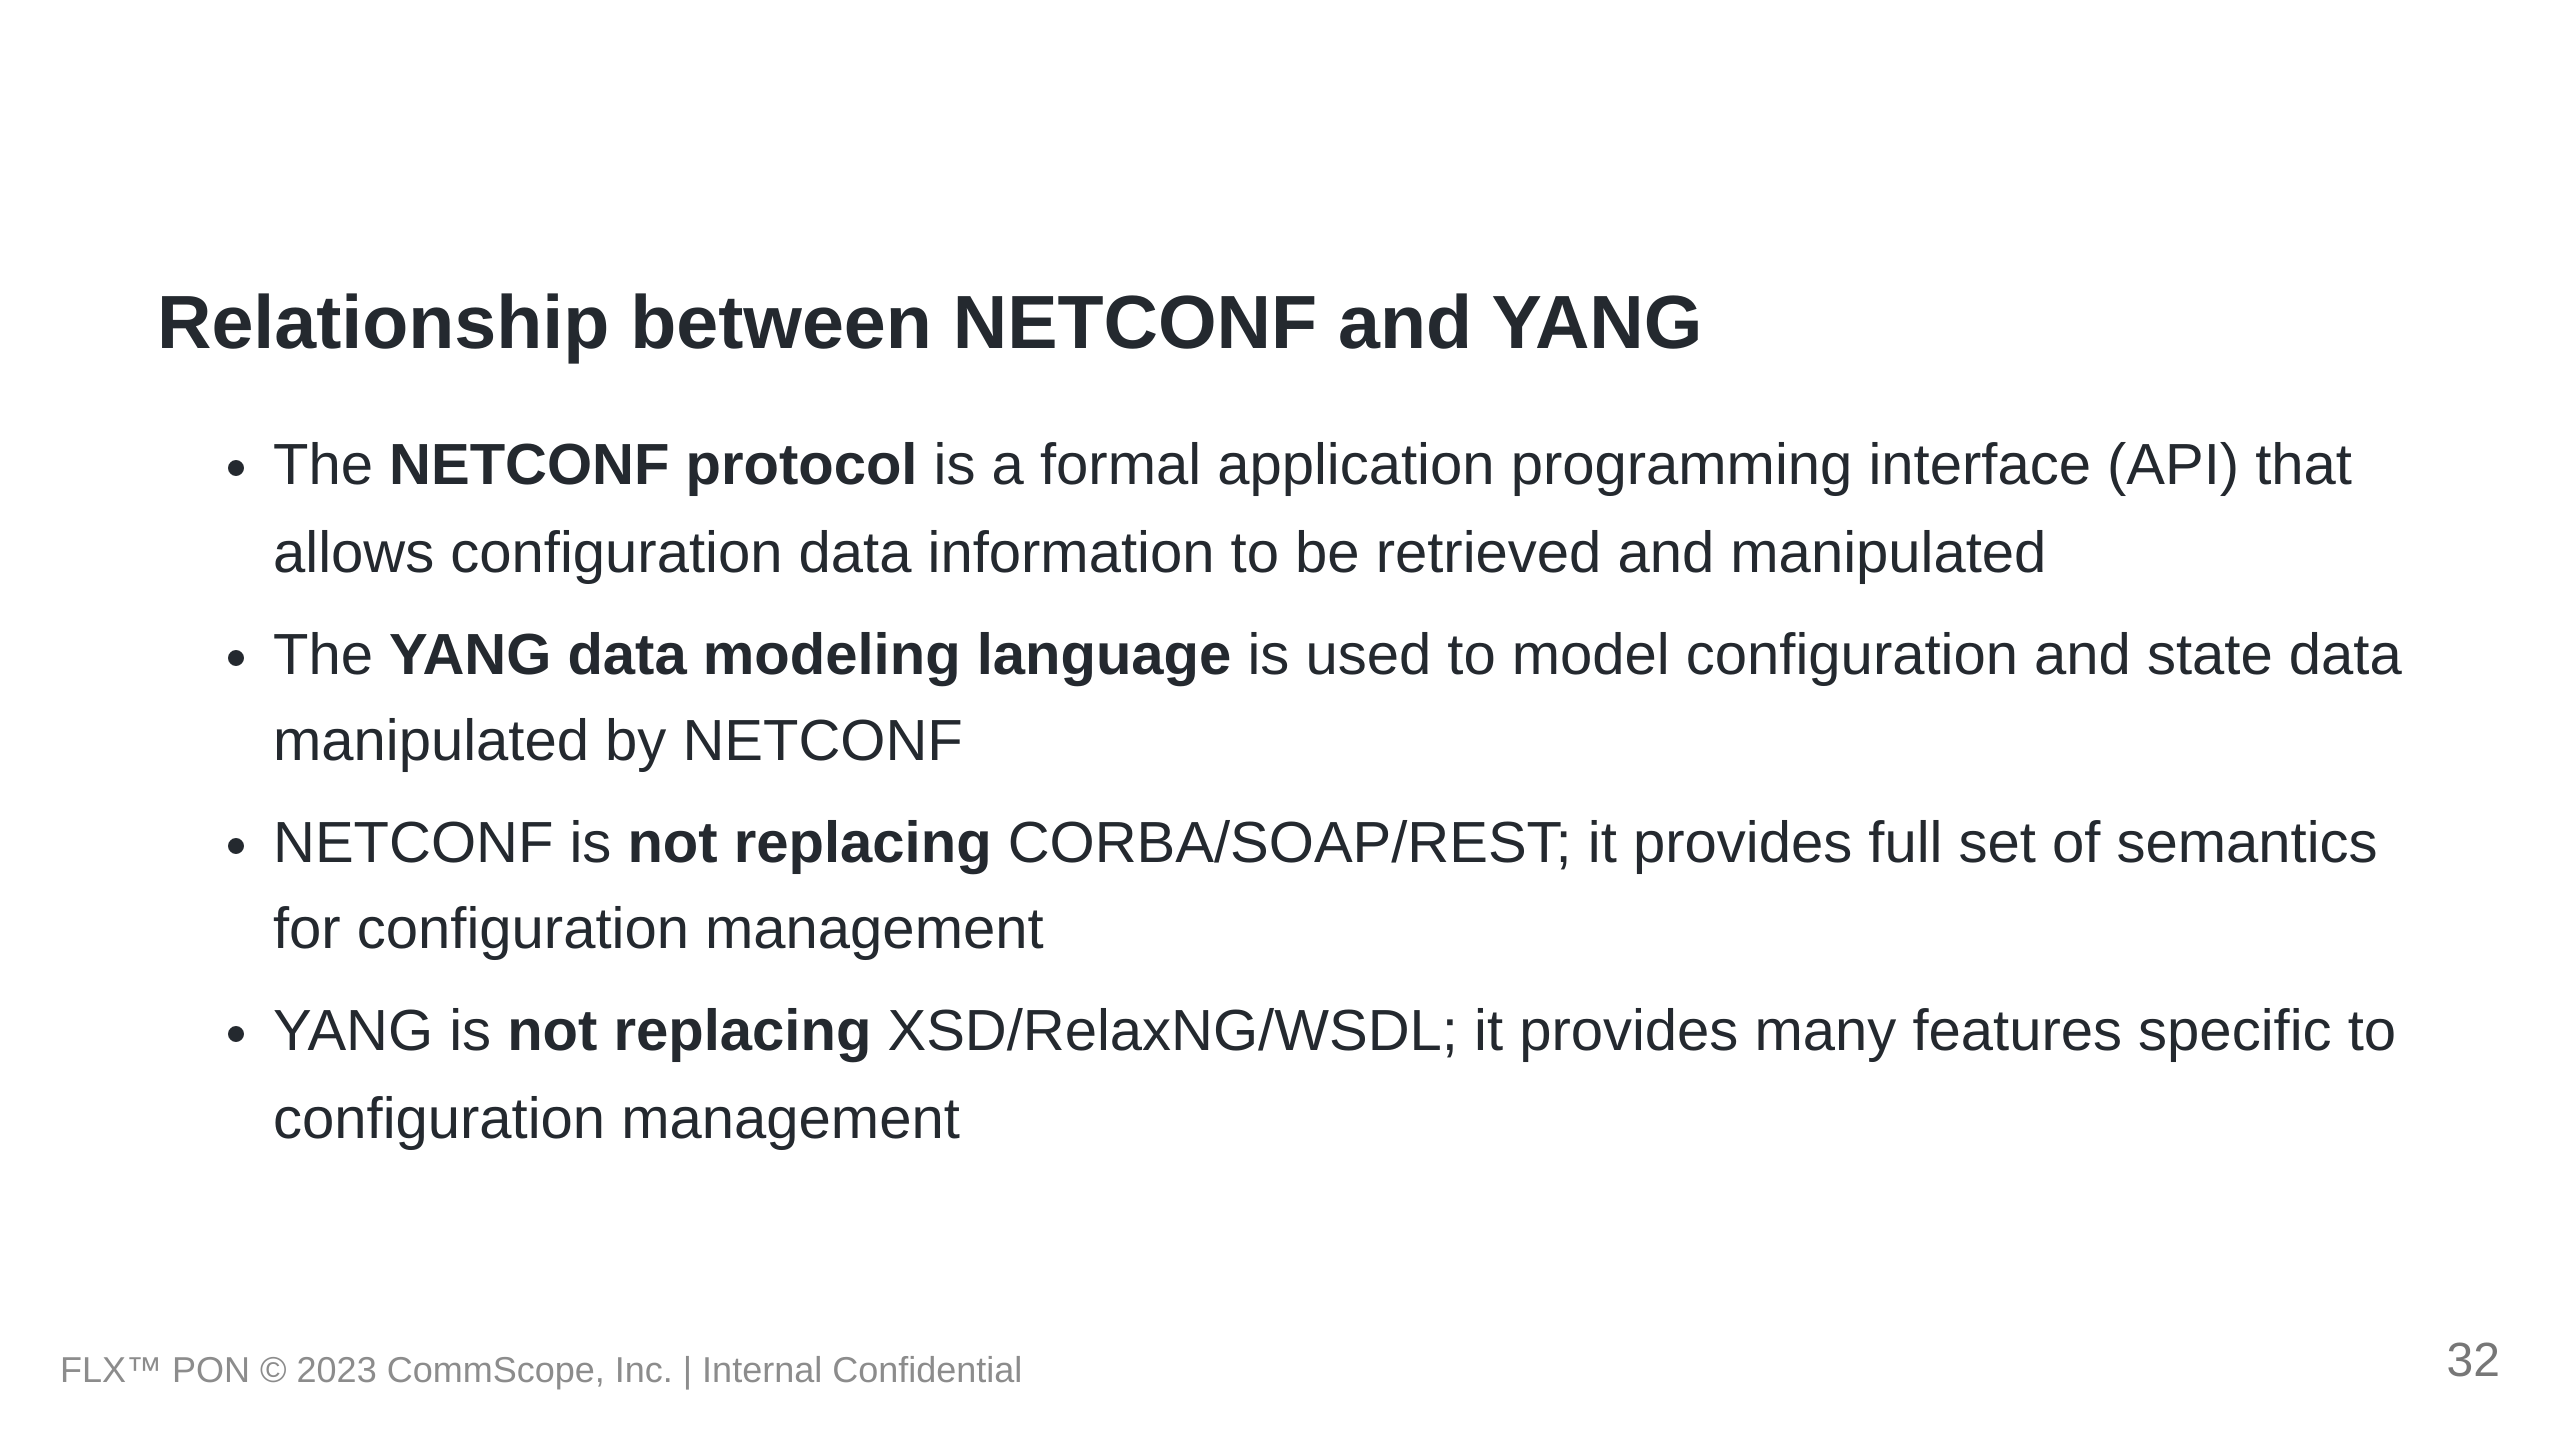 Relationship between NETCONF and YANG
• The NETCONF protocol is a formal application programming interface (API) that
allows configuration data information to be retrieved and manipulated
• The YANG data modeling language is used to model configuration and state data
manipulated by NETCONF
• NETCONF is not replacing CORBA/SOAP/REST; it provides full set of semantics
for configuration management
• YANG is not replacing XSD/RelaxNG/WSDL; it provides many features specific to
configuration management
FLX™ PON © 2023 CommScope, Inc. | Internal Confidential
32